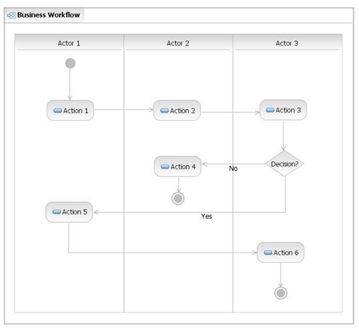 Business Workflow
Actor 1
Actor 2
Actor 3
Action 1
Action 2
Action 3
Action 4
Decision?
No
Action 5
Yes
Action 6